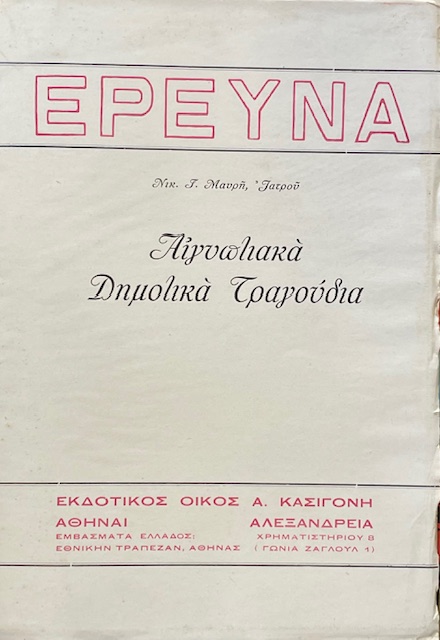 ΕΡΕΥΝΑ
Νικ. Γ. Μαυρῆ, Ἰατροῦ
Αἰγυπτιακὰ
Δημοτικὰ Τραγούδια
ΕΚΔΟΤΙΚΟΣ ΟΙΚΟΣ Α. ΚΑΣΙΓΟΝΗ
ΑΘΗΝΑΙ ΑΛΕΞΑΝΔΡΕΙΑ
ΕΜΒΑΣΜΑΤΑ ΕΛΛΑΔΟΣ: ΧΡΗΜΑΤΙΣΤΗΡΙΟΥ 8
ΕΘΝΙΚΗΝ ΤΡΑΠΕΖΑΝ, ΑΘΗΝΑΣ (ΓΩΝΙΑ ΖΑΓΛΟΥΛ 1)